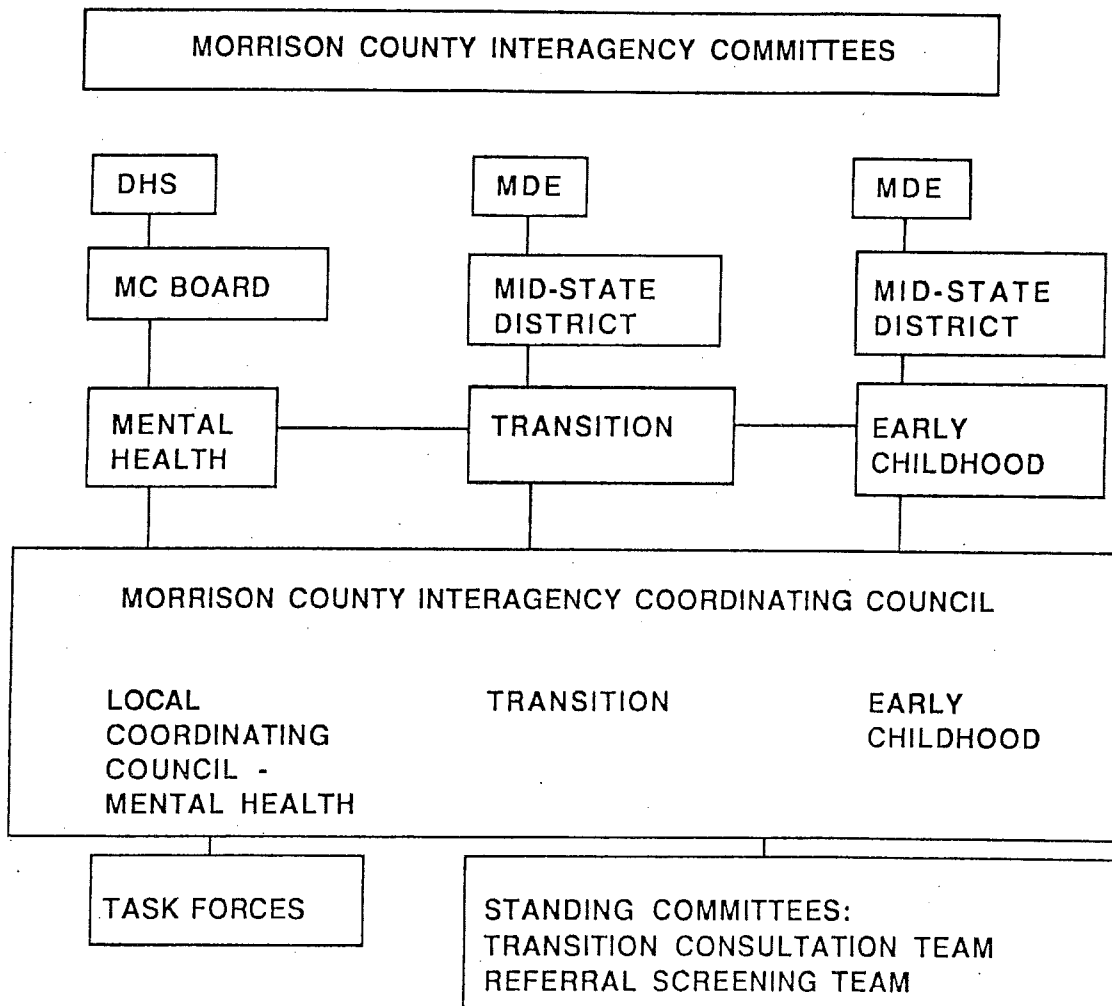 MORRISON COUNTY INTERAGENCY COMMITTEES
DHS
MDE
MDE
MC BOARD
MID-STATE
DISTRICT
MID-STATE
DISTRICT
MENTAL
HEALTH
TRANSITION
EARLY
CHILDHOOD
MORRISON COUNTY INTERAGENCY COORDINATING COUNCIL
LOCAL
COORDINATING
COUNCIL -
MENTAL HEALTH
TRANSITION
EARLY
CHILDHOOD
TASK FORCES
STANDING COMMITTEES:
TRANSITION CONSULTATION TEAM
REFERRAL SCREENING TEAM